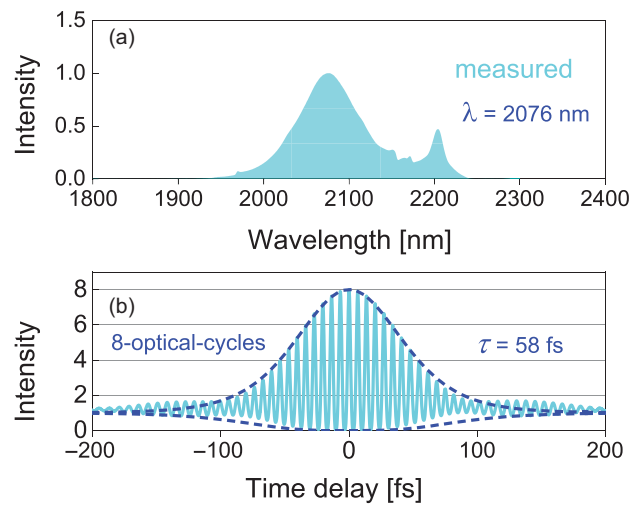 (a)
Intensity
1.5
1.0
0.5
0.0
measured
λ = 2076 nm
1800 1900 2000 2100 2200 2300 2400
Wavelength [nm]
(b)
Intensity
8
6
4
2
0
8-optical-cycles
τ = 58 fs
−200 −100 0 100 200
Time delay [fs]